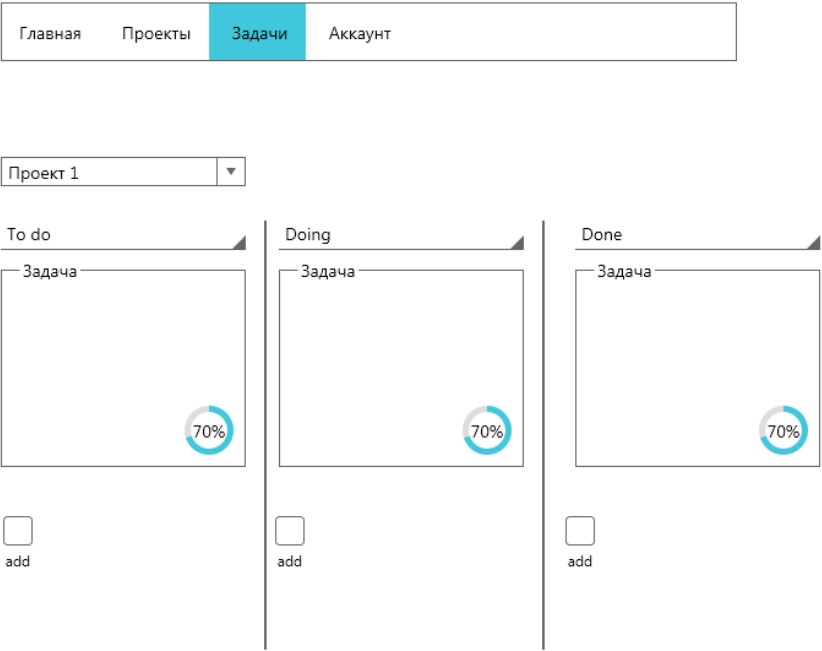 Главная Проекты Задачи Аккаунт
Проект 1
To do Doing Done
Задача Задача Задача
70% 70% 70%
add add add